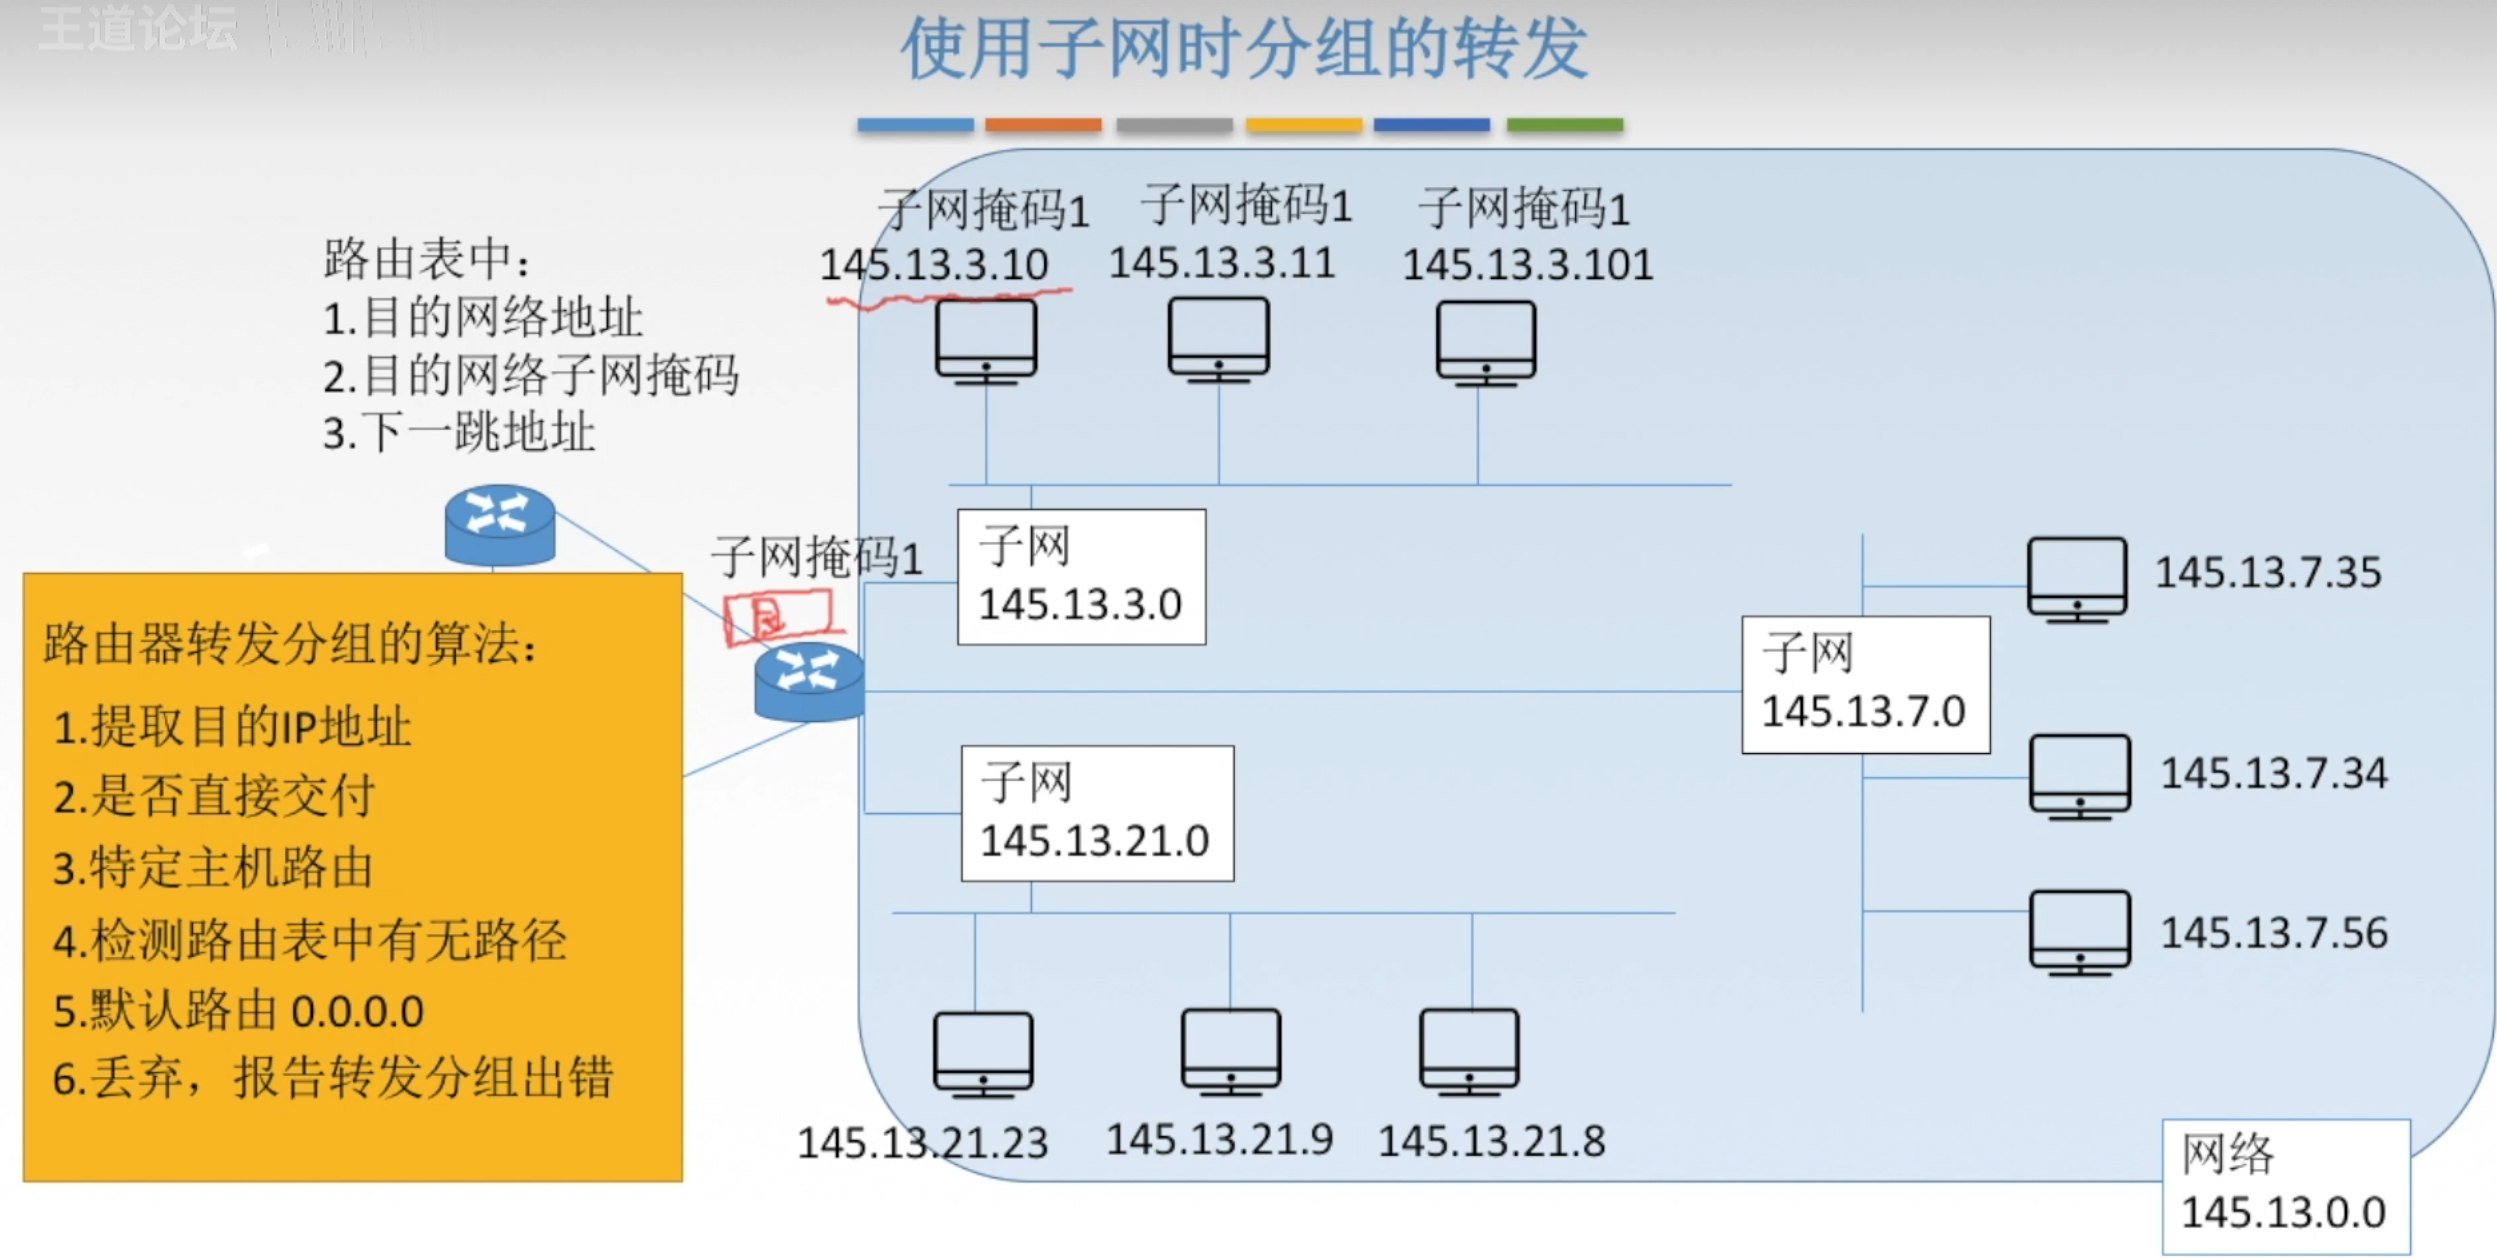 王道论坛
使用子网时分组的转发
路由表中：
1.目的网络地址
2.目的网络子网掩码
3.下一跳地址
子网掩码1
145.13.3.10
子网掩码1
145.13.3.11
子网掩码1
145.13.3.101
子网掩码1
子网
145.13.3.0
子网
145.13.7.0
145.13.7.35
145.13.7.34
145.13.7.56
子网
145.13.21.0
145.13.21.23
145.13.21.9
145.13.21.8
路由器转发分组的算法：
1.提取目的IP地址
2.是否直接交付
3.特定主机路由
4.检测路由表中有无路径
5.默认路由 0.0.0.0
6.丢弃，报告转发分组出错
网络
145.13.0.0